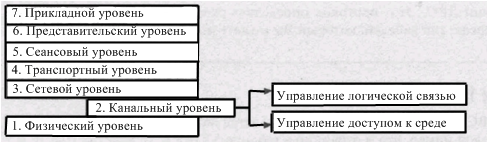 7. Прикладной уровень
6. Представительский уровень
5. Сеансовый уровень
4. Транспортный уровень
3. Сетевой уровень
2. Канальный уровень
1. Физический уровень
Управление логической связью
Управление доступом к среде